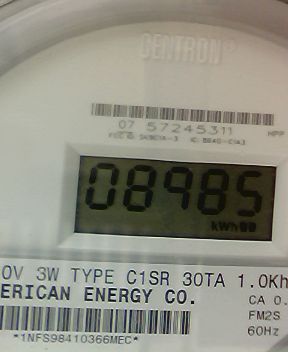 CENTRON®
07 57245311
HPP
08985
kWh
0V 3W TYPE C1SR 30TA 1.0Kh
ERICAN ENERGY CO.
CA 0.
FM2S
60Hz
*1NFS98410366MEC*